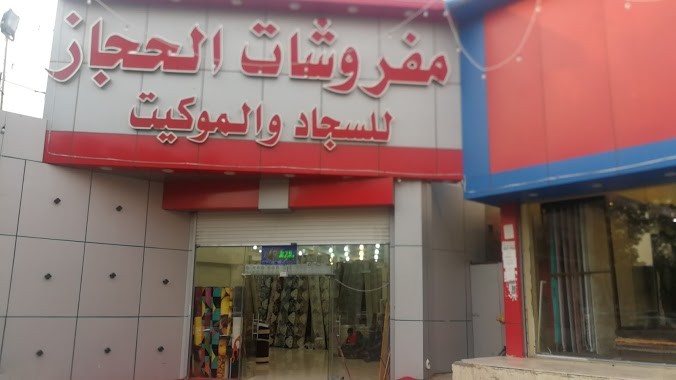 مفروشات الحجاز
للسجاد والموكيت